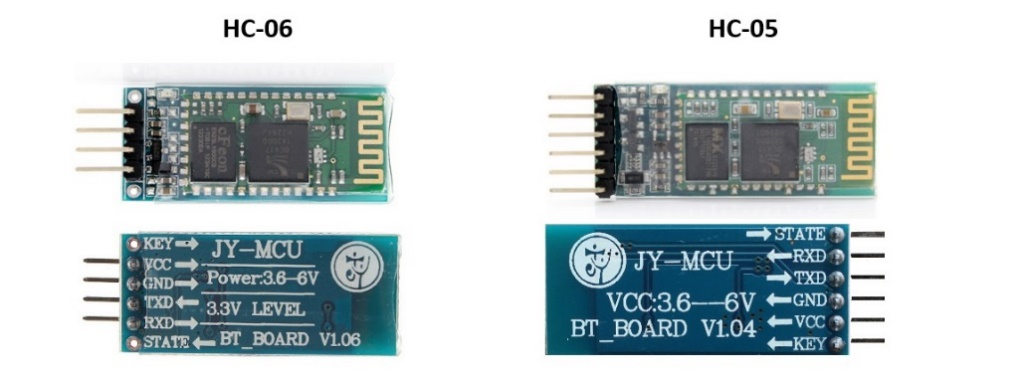 HC-06
HC-05
KEY
VCC
GND
TXD
RXD
STATE
JY-MCU
Power:3.6--6V
3.3V LEVEL
BT_BOARD V1.06
JY-MCU
VCC:3.6--6V
BT_BOARD V1.04
STATE
RXD
TXD
GND
VCC
KEY